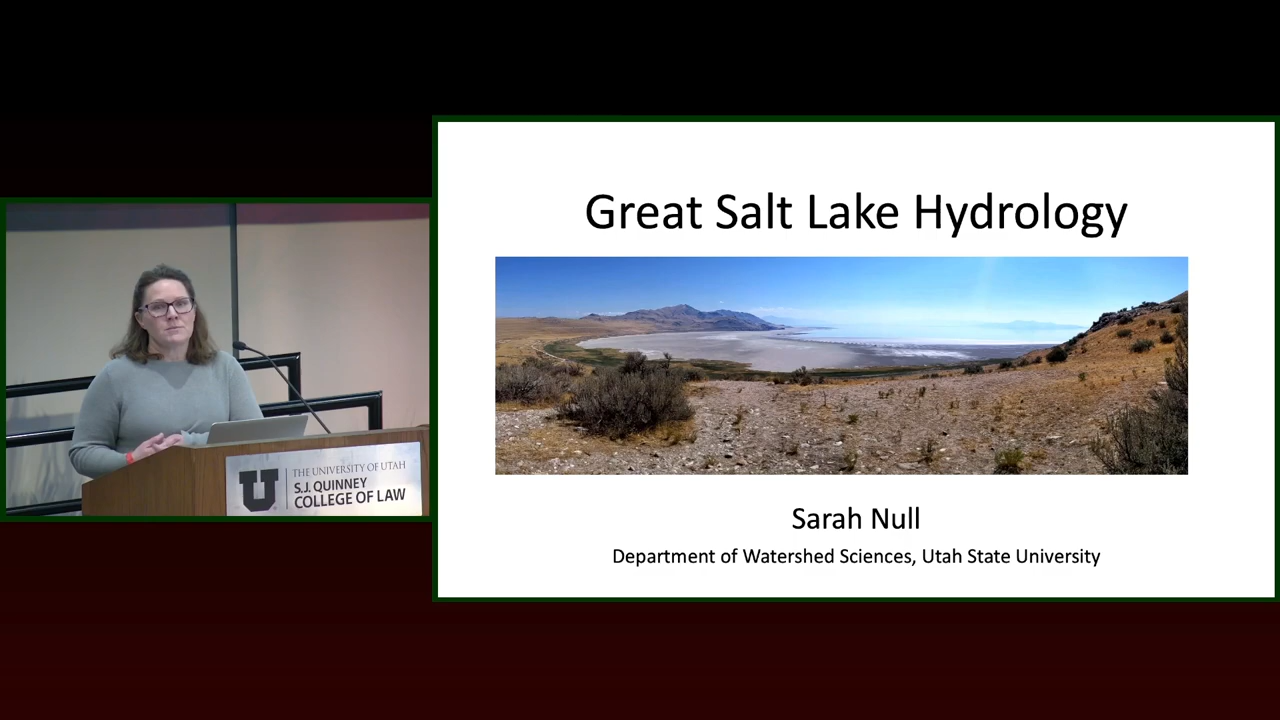 Great Salt Lake Hydrology
Sarah Null
Department of Watershed Sciences, Utah State University
U
THE UNIVERSITY OF UTAH
S.J. QUINNEY
COLLEGE OF LAW